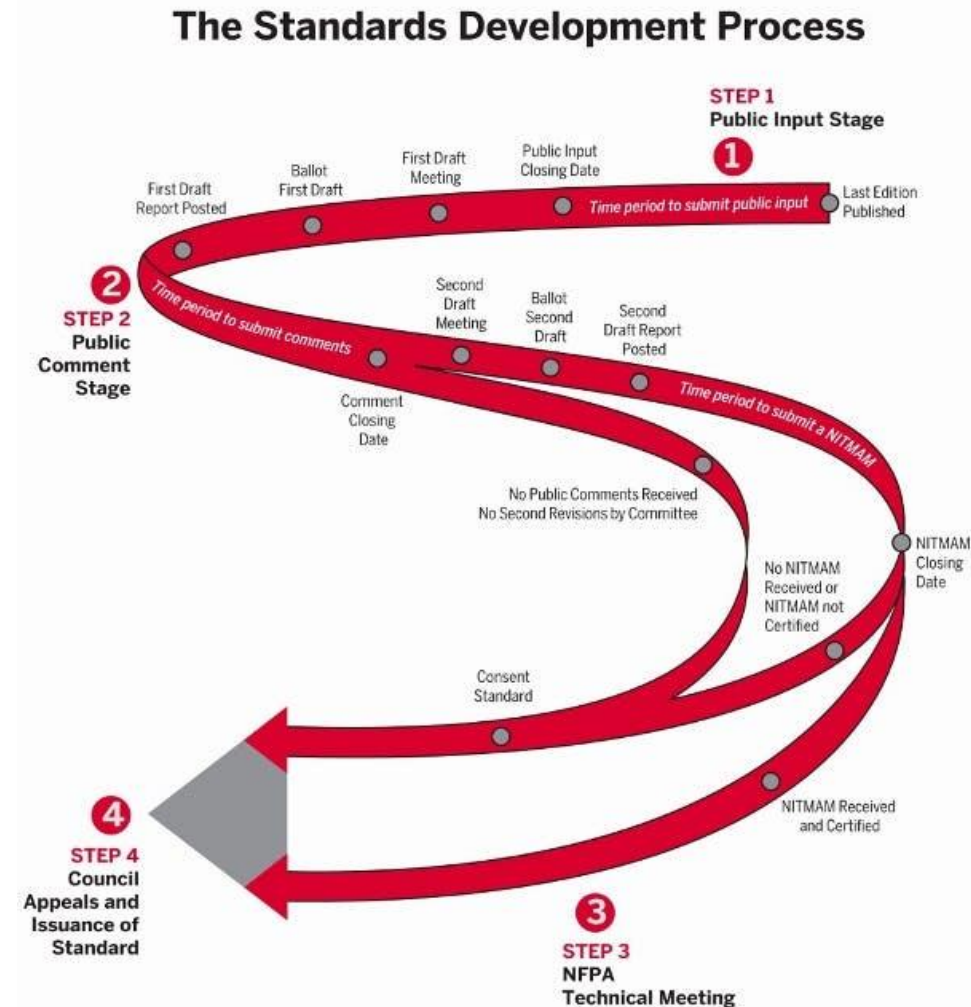 The Standards Development Process
STEP 1
Public Input Stage
1
Last Edition
Published
Time period to submit public input
Public Input
Closing Date
First Draft
Meeting
Ballot
First Draft
First Draft
Report Posted
2
STEP 2
Public
Comment
Stage
Time period to submit comments
Comment
Closing
Date
Second
Draft
Meeting
Ballot
Second
Draft
Second
Draft Report
Posted
Time period to submit a NITMAM
No Public Comments Received
No Second Revisions by Committee
NITMAM
Closing
Date
No NITMAM
Received or
NITMAM not
Certified
Consent
Standard
NITMAM Received
and Certified
3
STEP 3
NFPA
Technical Meeting
4
STEP 4
Council
Appeals and
Issuance of
Standard